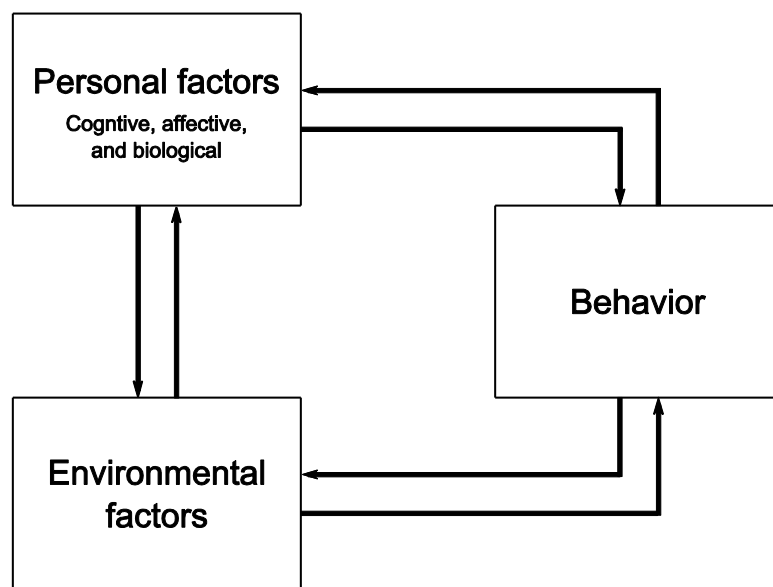 Personal factors
Cogntive, affective,
and biological
Behavior
Environmental
factors